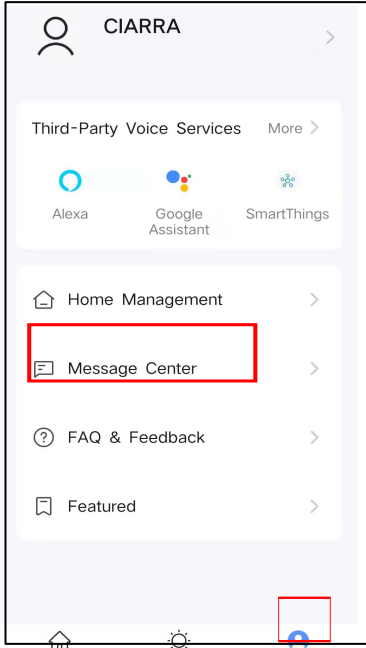 CIARRA
Third-Party Voice Services More
Alexa
Google Assistant
SmartThings
Home Management
Message Center
FAQ & Feedback
Featured